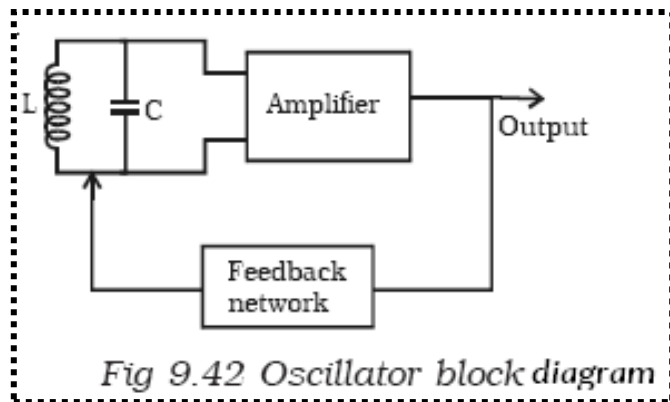 L
C
Amplifier
Output
Feedback
network
Fig 9.42 Oscillator block diagram